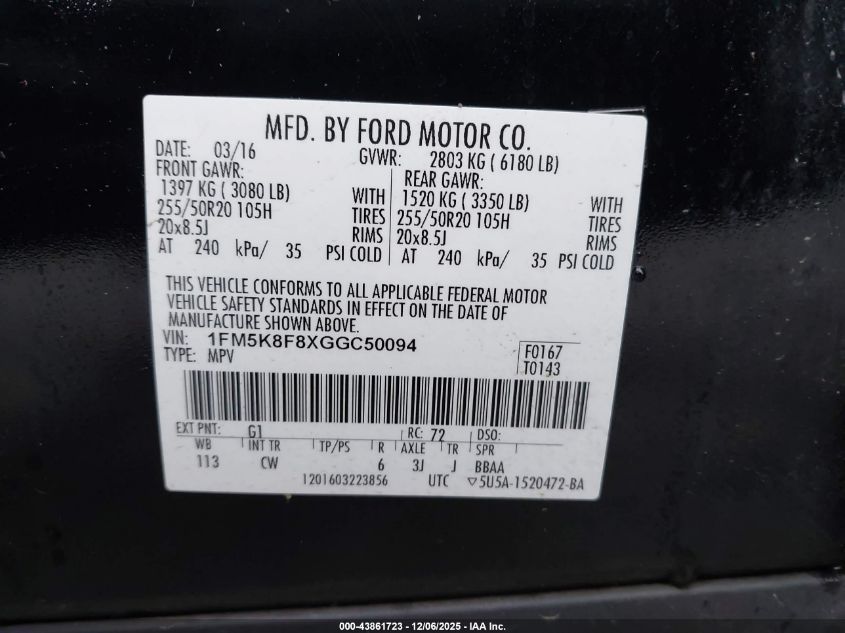 MFD. BY FORD MOTOR CO.
DATE: 03/16 GVWR: 2803 KG ( 6180 LB)
FRONT GAWR: REAR GAWR:
1397 KG ( 3080 LB) WITH 1520 KG ( 3350 LB) WITH
255/50R20 105H TIRES 255/50R20 105H TIRES
20x8.5J RIMS 20x8.5J RIMS
AT 240 kPa/ 35 PSI COLD AT 240 kPa/ 35 PSI COLD
THIS VEHICLE CONFORMS TO ALL APPLICABLE FEDERAL MOTOR
VEHICLE SAFETY STANDARDS IN EFFECT ON THE DATE OF
MANUFACTURE SHOWN ABOVE.
VIN: 1FM5K8F8XGGC50094
TYPE: MPV
F0167
T0143
EXT PNT: G1 RC: 72 DSO:
WB INT TR TP/PS R AXLE TR SPR
113 CW 6 3J J BBAA
1201603223856 UTC ▽5U5A-1520472-BA
000-43861723 - 12/06/2025 - IAA Inc.